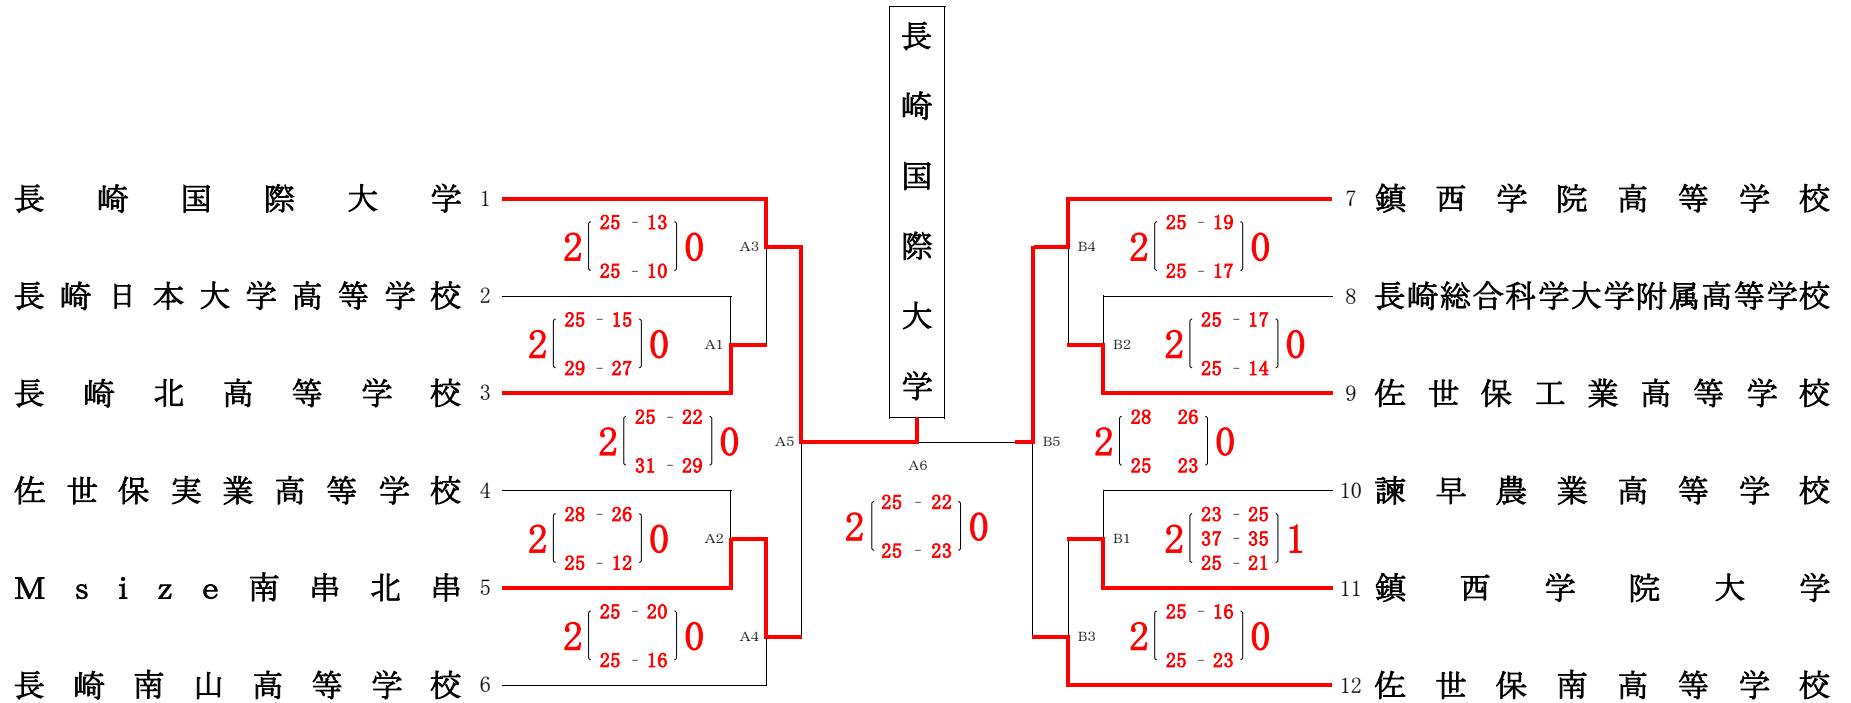 長崎国際大学
長崎国際大学 1
25 - 13
2 0
25 - 10
A3
長崎日本大学高等学校 2
25 - 15
2 0
29 - 27
A1
長崎北高等学校 3
25 - 22
2 0
31 - 29
A5
佐世保実業高等学校 4
28 - 26
2 0
25 - 12
A2
Msize南串北串 5
25 - 20
2 0
25 - 16
A4
長崎南山高等学校 6
A6
25 - 22
2 0
25 - 23
7 鎮西学院高等学校
B4
25 - 19
2 0
25 - 17
8 長崎総合科学大学附属高等学校
B2
25 - 17
2 0
25 - 14
9 佐世保工業高等学校
B5
28 26
2 0
25 23
10 諫早農業高等学校
B1
23 - 25
2 37 - 35 1
25 - 21
11 鎮西学院大学
B3
25 - 16
2 0
25 - 23
12 佐世保南高等学校